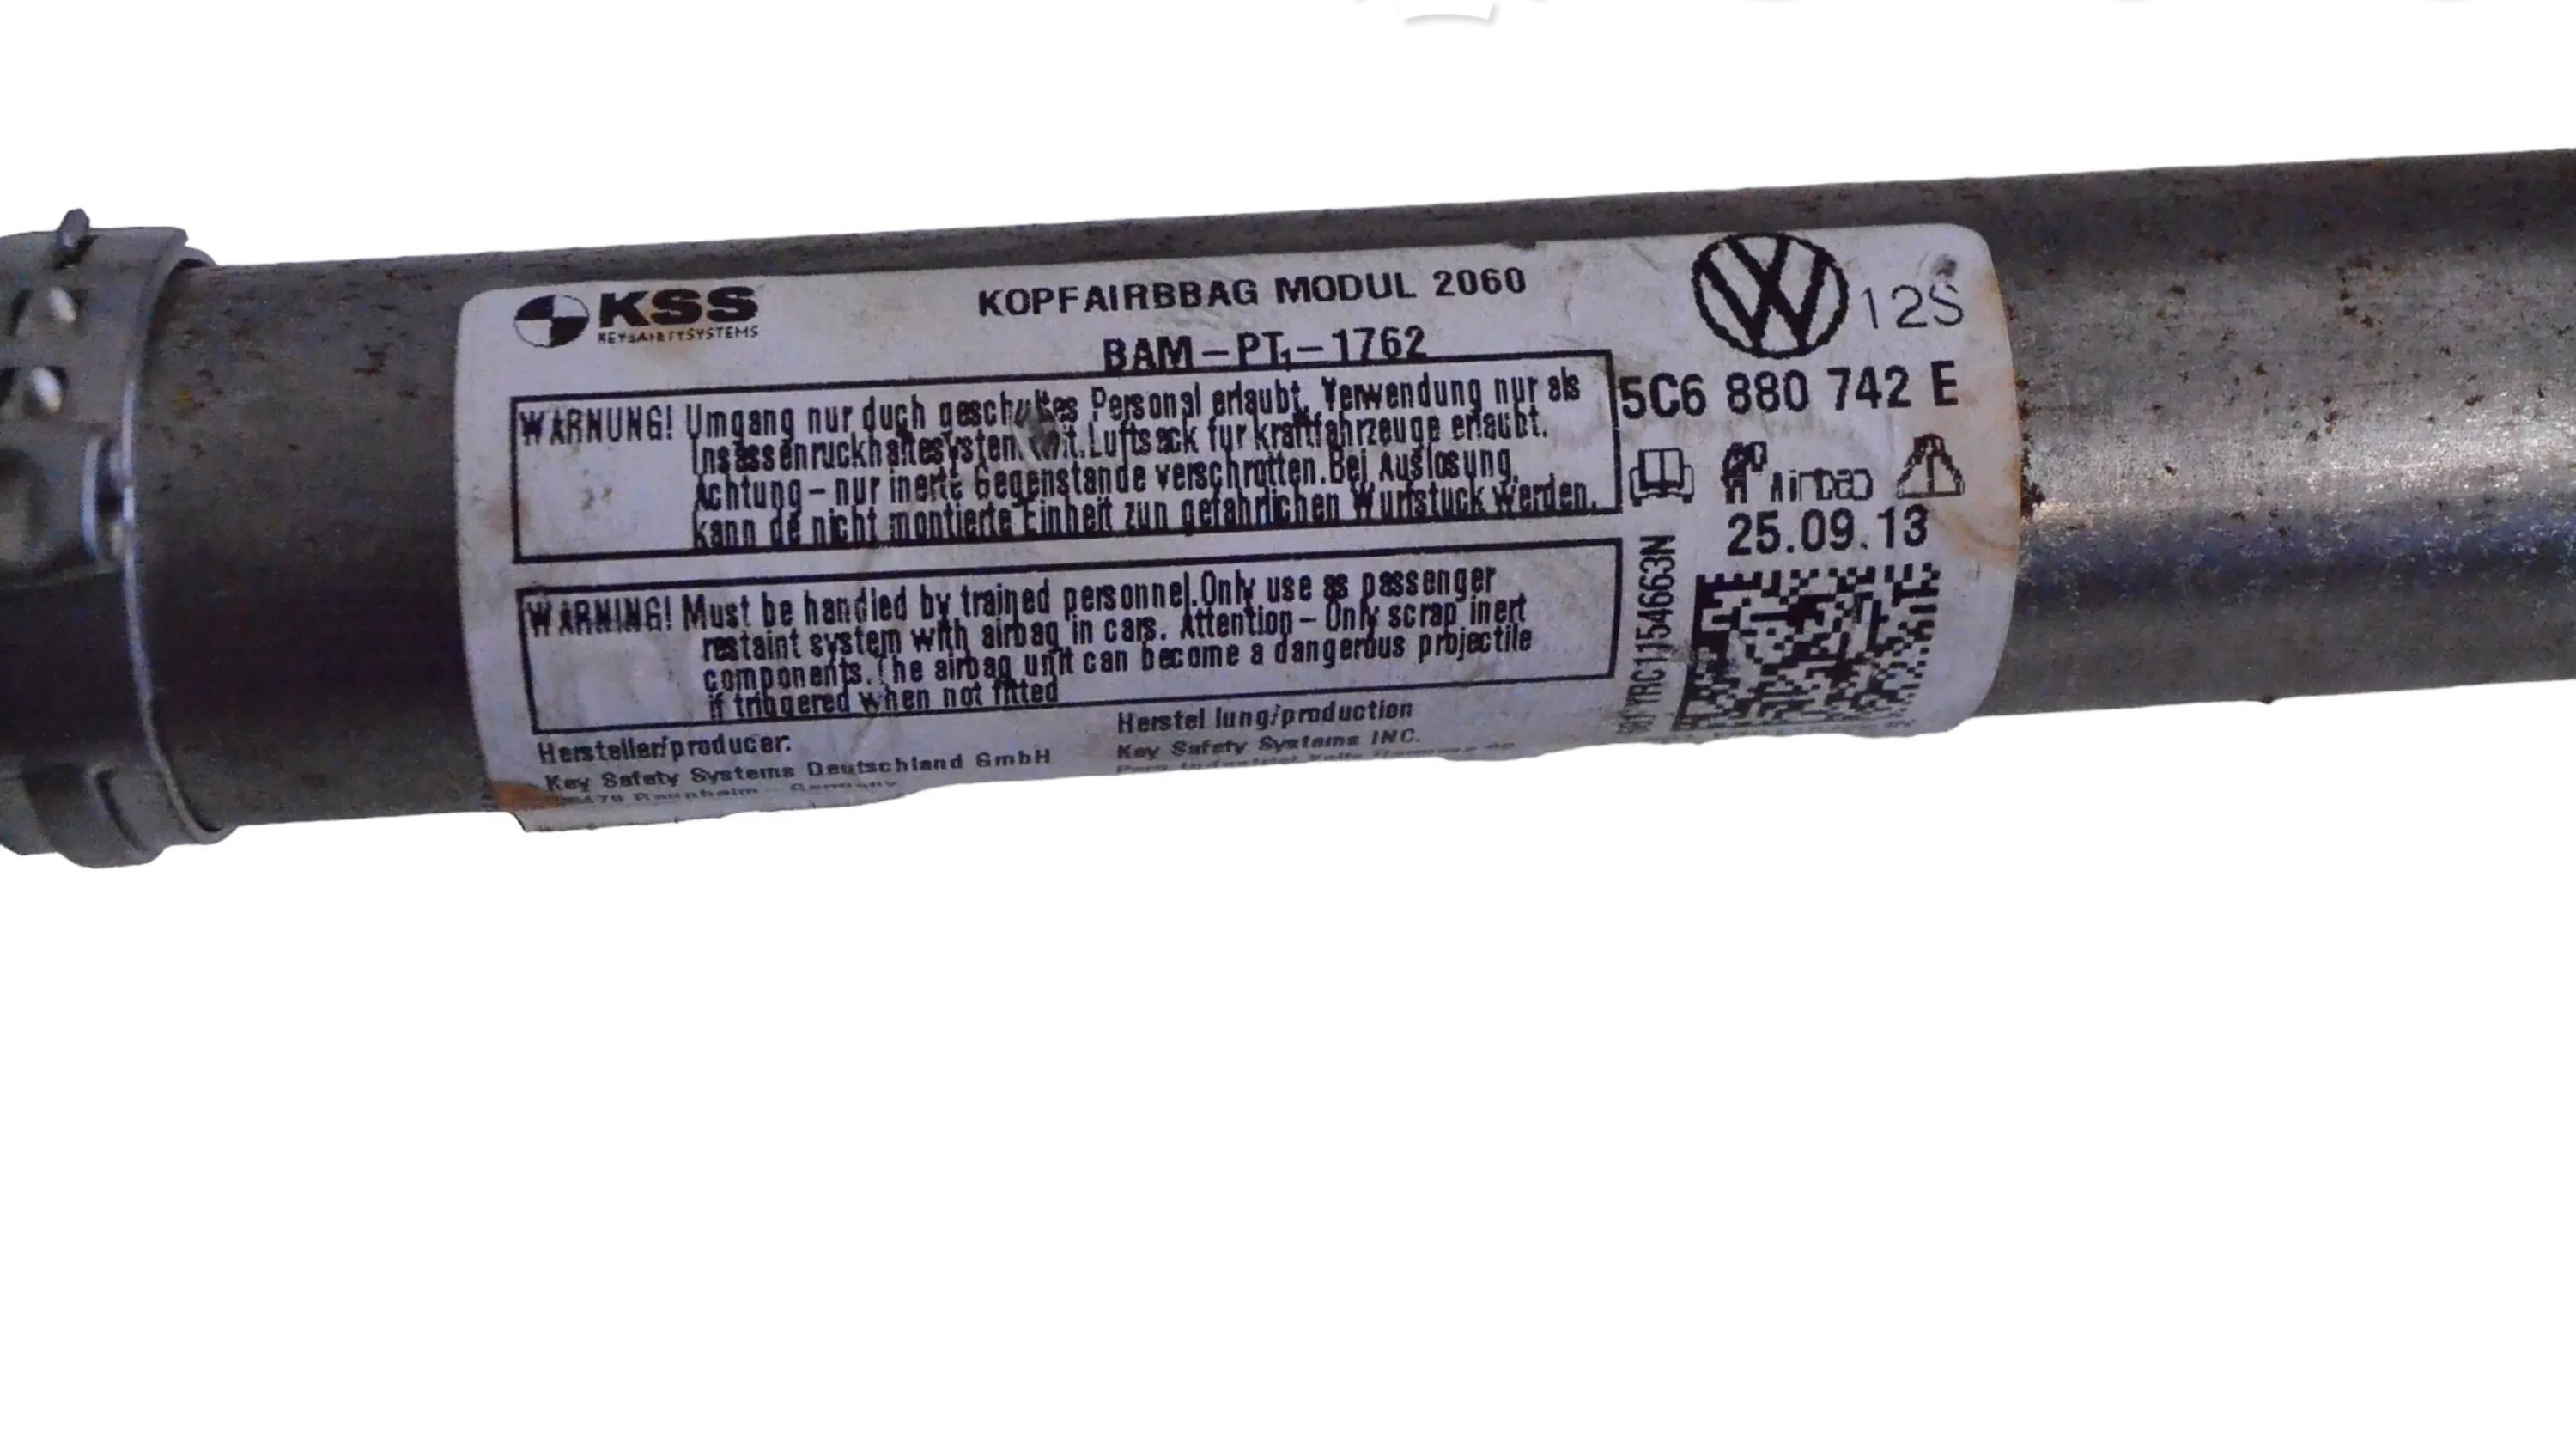 KSS
KEYSAFETYSYSTEMS
KOPFAIRBBAG MODUL 2060
BAM-PT1-1762
12S
WARNUNG! Umgang nur duch geschultes Personal erlaubt. Verwendung nur als
Insassenruckhaltesystem mit Luftsack fur kraftfahrzeuge erlaubt.
Achtung - nur inerte Gegenstande verschrotten. Bei Auslosung,
kann de nicht montierte Einheit zun gefahrlichen Wurfstuck Werden.
5C6 880 742 E
Airbag
25.09.13
WARNING! Must be handled by trained personnel. Only use as passenger
restaint system with airbag in cars. Attention - Only scrap inert
components. The airbag unit can become a dangerous projectile
if tribgered when not fitted
YRC1154663N
Hersteller/producer:
Key Safety Systems Deutschland GmbH
Germany
Herstel lung/production
Key Safety Systems INC.